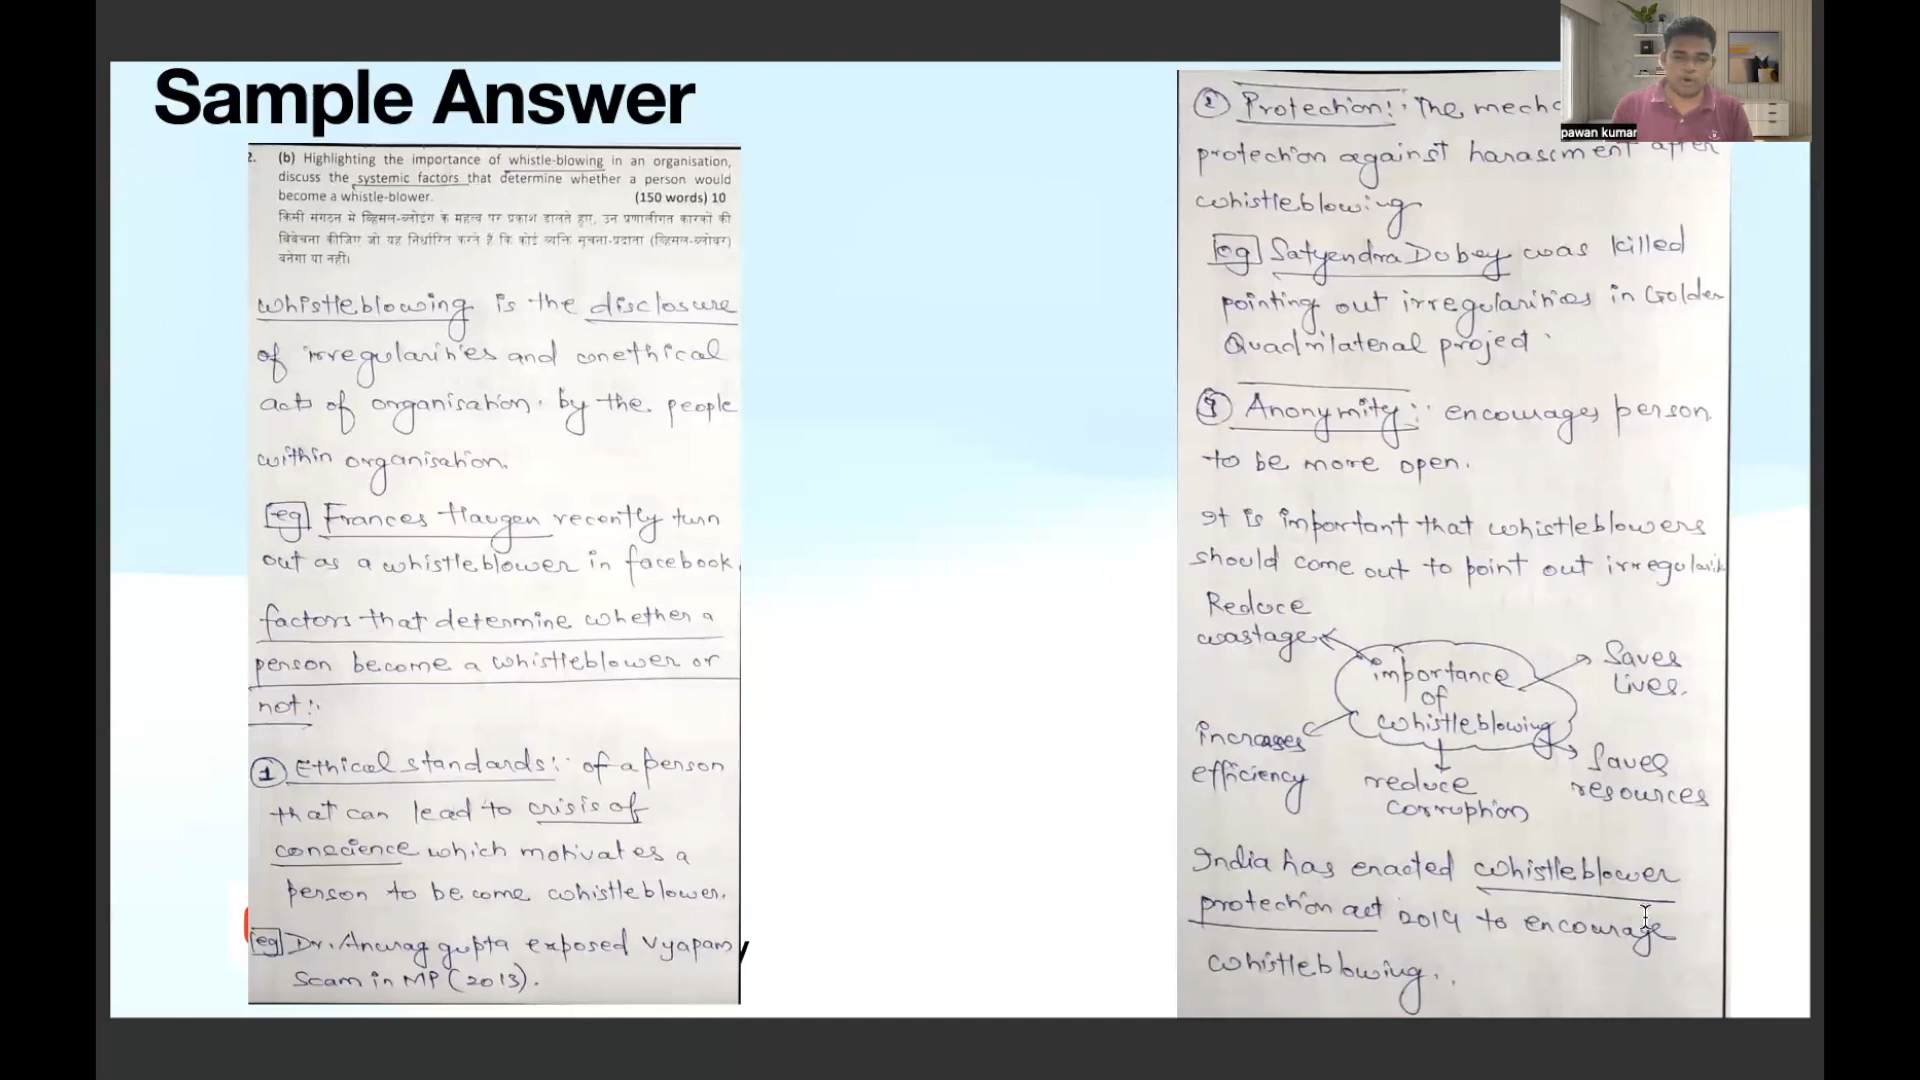 Sample Answer
2.
(b) Highlighting the importance of whistle-blowing in an organisation,
discuss the systemic factors that determine whether a person would
become a whistle-blower. (150 words) 10
किसी संगठन में व्हिसल-ब्लोइंग के महत्व पर प्रकाश डालते हुए, उन प्रणालीगत कारकों की
विवेचना कीजिए जो यह निर्धारित करते हैं कि कोई व्यक्ति सूचना-प्रदाता (व्हिसल-ब्लोवर)
बनेगा या नहीं।
whistleblowing is the disclosure
of irregularities and unethical
acts of organisation. by the people
within organisation.
eg Frances Haugen recently turn
out as a whistleblower in facebook.
factors that determine whether a
person become a whistleblower or
not :-
1 Ethical standards :- of a person
that can lead to crisis of
conscience which motivates a
person to become whistleblower.
eg Dr. Anurag gupta exposed Vyapam
Scam in MP (2013).
2 Protection :- The mech
protection against harassment after
whistleblowing
eg Satyendra Dubey was killed
pointing out irregularities in Golden
Quadrilateral project.
3 Anonymity :- encourages person
to be more open.
It is important that whistleblowers
should come out to point out
Reduce
wastage
importance
of
whistleblowing
Saves
Lives.
increases
efficiency
reduce
corruption
Saves
resources
India has enacted whistleblower
protection act 2014 to encourage
whistleblowing.
pawan kumar